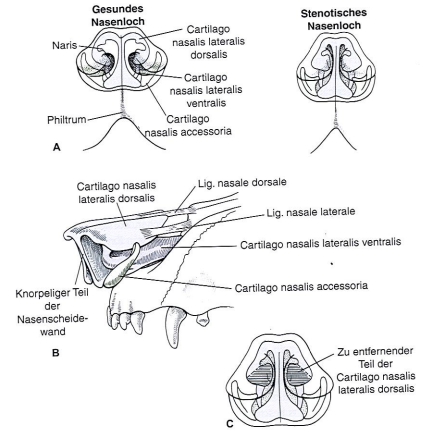 Gesundes
Nasenloch
Stenotisches
Nasenloch
Naris
Cartilago
nasalis lateralis
dorsalis
Cartilago
nasalis lateralis
ventralis
Philtrum
Cartilago
nasalis accessoria
A
Cartilago nasalis
lateralis dorsalis
Lig. nasale dorsale
Lig. nasale laterale
Cartilago nasalis lateralis ventralis
Cartilago nasalis accessoria
Knorpeliger Teil
der
Nasenscheide-
wand
B
Zu entfernender
Teil der
Cartilago nasalis
lateralis dorsalis
C